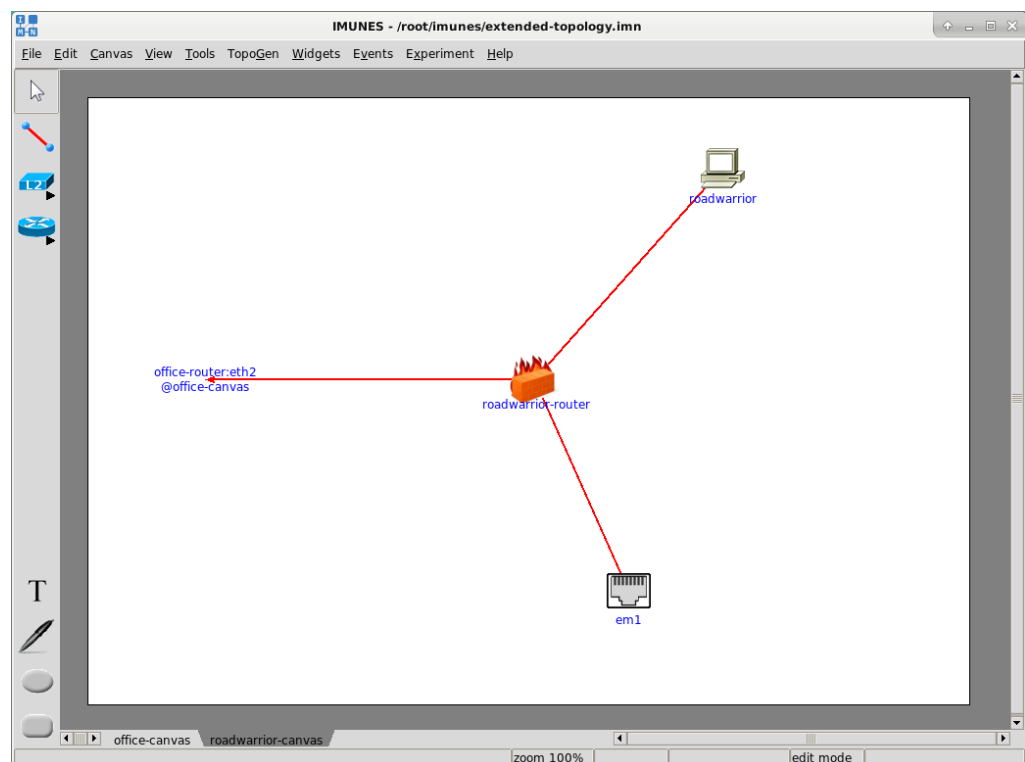 IMUNES - /root/imunes/extended-topology.imn
File Edit Canvas View Tools TopoGen Widgets Events Experiment Help
L2
roadwarrior
office-router:eth2
@office-canvas
roadwarrior-router
T
em1
office-canvas roadwarrior-canvas
zoom 100% edit mode